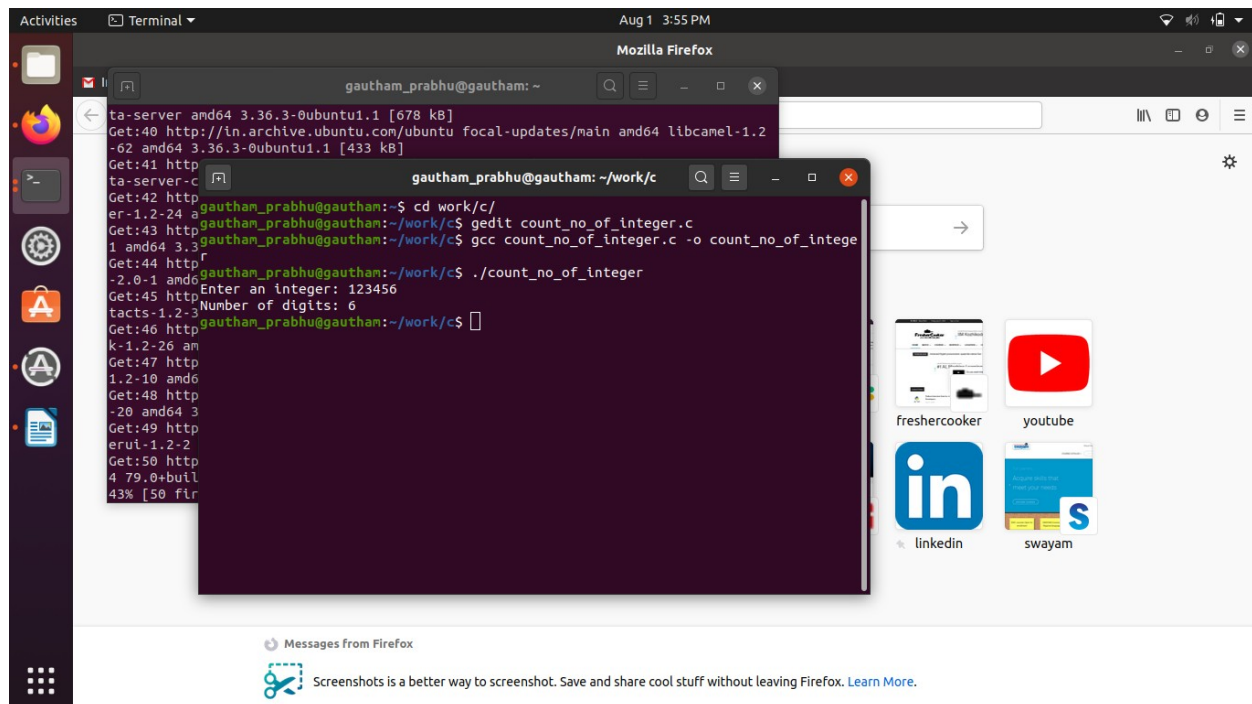 Activities
Terminal
Aug 1 3:55 PM
Mozilla Firefox
gautham_prabhu@gautham: ~
ta-server amd64 3.36.3-0ubuntu1.1 [678 kB]
Get:40 http://in.archive.ubuntu.com/ubuntu focal-updates/main amd64 libcamel-1.2
-62 amd64 3.36.3-0ubuntu1.1 [433 kB]
Get:41 http
ta-server-c
Get:42 http
er-1.2-24 a
Get:43 http
1 amd64 3.3
Get:44 http
-2.0-1 amd6
Get:45 http
tacts-1.2-3
Get:46 http
k-1.2-26 am
Get:47 http
1.2-10 amd6
Get:48 http
-20 amd64 3
Get:49 http
erui-1.2-2
Get:50 http
4 79.0+buil
43% [50 fir
gautham_prabhu@gautham: ~/work/c
gautham_prabhu@gautham:~$ cd work/c/
gautham_prabhu@gautham:~/work/c$ gedit count_no_of_integer.c
gautham_prabhu@gautham:~/work/c$ gcc count_no_of_integer.c -o count_no_of_intege
r
gautham_prabhu@gautham:~/work/c$ ./count_no_of_integer
Enter an integer: 123456
Number of digits: 6
gautham_prabhu@gautham:~/work/c$
freshercooker
youtube
in
S
linkedin
swayam
Messages from Firefox
Screenshots is a better way to screenshot. Save and share cool stuff without leaving Firefox. Learn More.